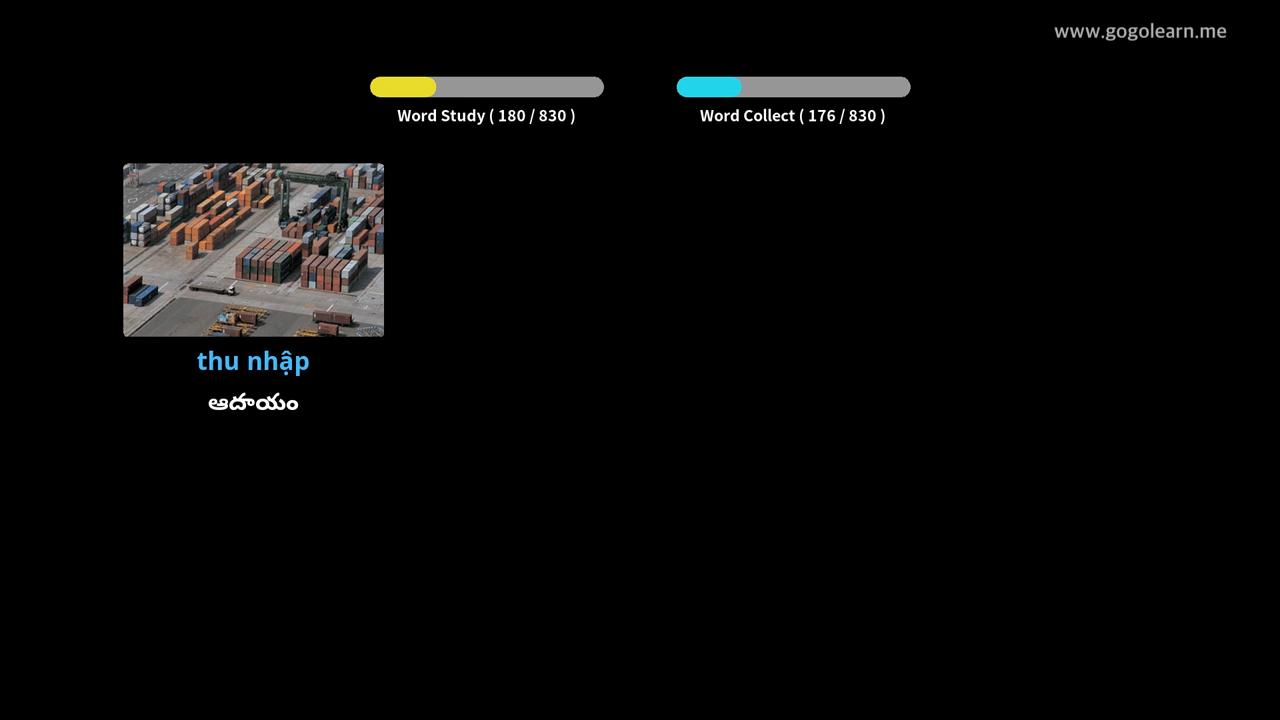 www.gogolearn.me
Word Study ( 180 / 830 )
Word Collect ( 176 / 830 )
thu nhập
ఆదాయం